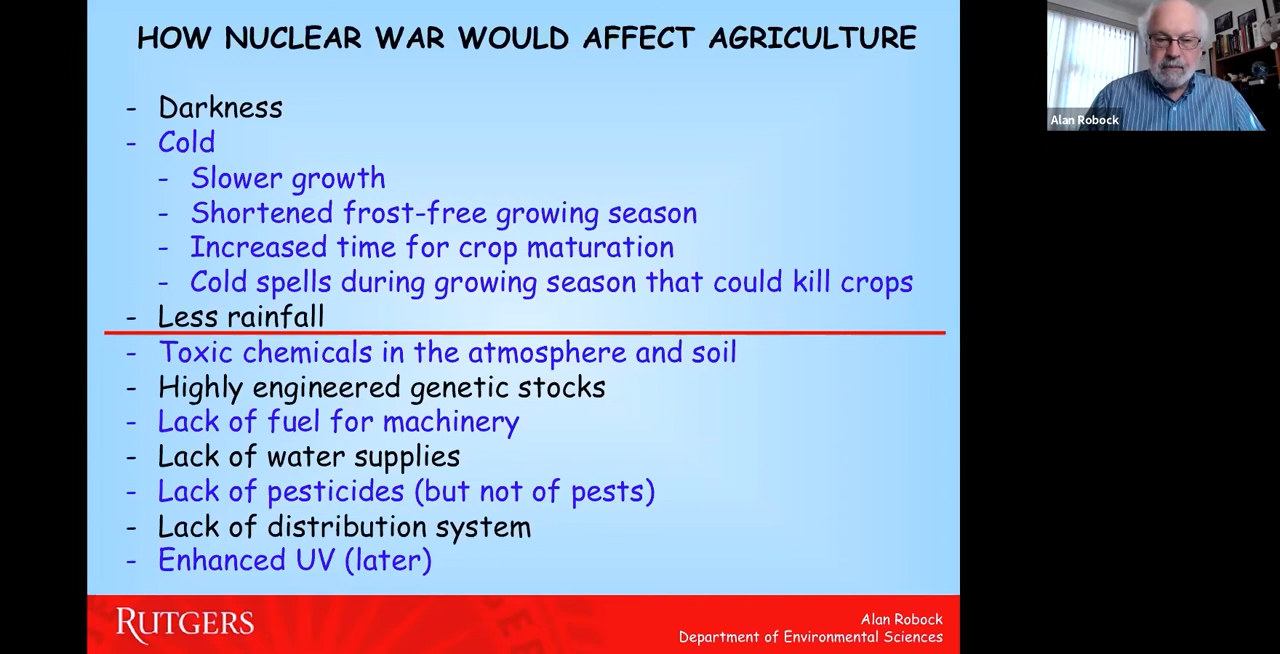 HOW NUCLEAR WAR WOULD AFFECT AGRICULTURE
- Darkness
- Cold
- Slower growth
- Shortened frost-free growing season
- Increased time for crop maturation
- Cold spells during growing season that could kill crops
- Less rainfall
- Toxic chemicals in the atmosphere and soil
- Highly engineered genetic stocks
- Lack of fuel for machinery
- Lack of water supplies
- Lack of pesticides (but not of pests)
- Lack of distribution system
- Enhanced UV (later)
RUTGERS
Alan Robock
Department of Environmental Sciences
Alan Robock